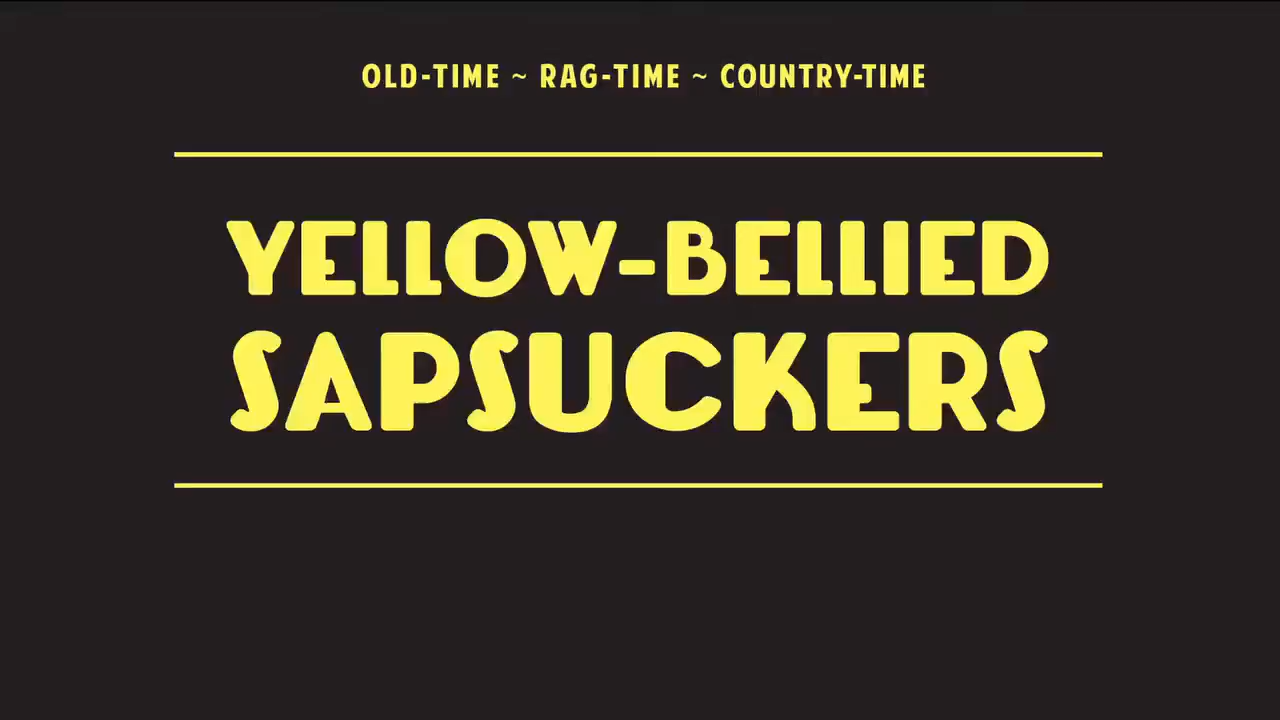 OLD-TIME ~ RAG-TIME ~ COUNTRY-TIME
YELLOW-BELLIED
SAPSUCKERS